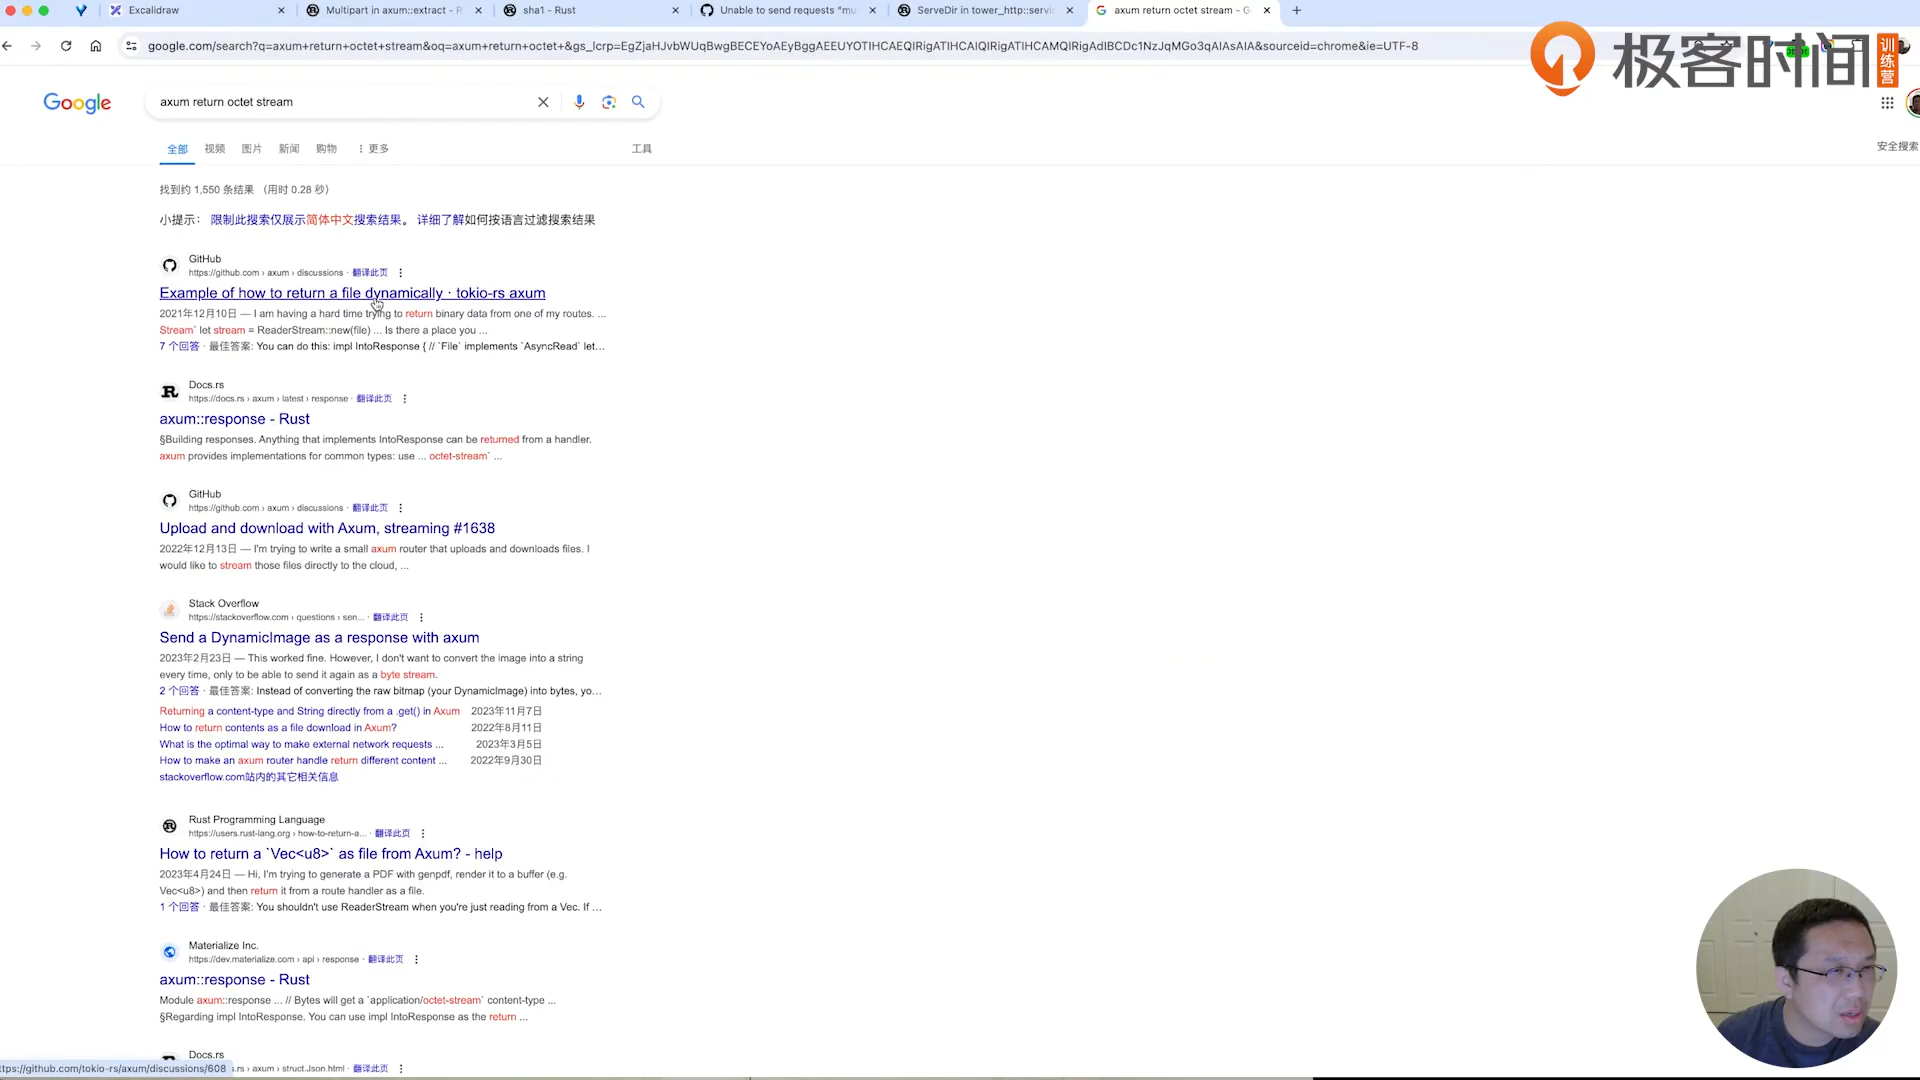 Excalidraw
Multipart in axum::extract - R
sha1 - Rust
Unable to send requests "mu
ServeDir in tower_http::servi
axum return octet stream - G
google.com/search?q=axum+return+octet+stream&oq=axum+return+octet+&gs_lcrp=EgZjaHJvbWUqBwgBECEYoAEyBggAEEUYOTIHCAEQIRigATIHCAIQIRigATIHCAMQIRigAdIBCDc1NzJqMGo3qAIAsAIA&sourceid=chrome&ie=UTF-8
极客时间
训练营
Google
axum return octet stream
全部 视频 图片 新闻 购物 更多 工具
安全搜索
找到约 1,550 条结果 （用时 0.28 秒）
小提示： 限制此搜索仅展示简体中文搜索结果。 详细了解如何按语言过滤搜索结果
GitHub
https://github.com › axum › discussions · 翻译此页
Example of how to return a file dynamically · tokio-rs axum
2021年12月10日 — I am having a hard time trying to return binary data from one of my routes. ...
Stream` let stream = ReaderStream::new(file) ... Is there a place you ...
7 个回答 · 最佳答案: You can do this: impl IntoResponse { // `File` implements `AsyncRead` let…
Docs.rs
https://docs.rs › axum › latest › response · 翻译此页
axum::response - Rust
§Building responses. Anything that implements IntoResponse can be returned from a handler.
axum provides implementations for common types: use ... octet-stream` ...
GitHub
https://github.com › axum › discussions · 翻译此页
Upload and download with Axum, streaming #1638
2022年12月13日 — I'm trying to write a small axum router that uploads and downloads files. I
would like to stream those files directly to the cloud, ...
Stack Overflow
https://stackoverflow.com › questions › sen... · 翻译此页
Send a DynamicImage as a response with axum
2023年2月23日 — This worked fine. However, I don't want to convert the image into a string
every time, only to be able to send it again as a byte stream.
2 个回答 · 最佳答案: Instead of converting the raw bitmap (your DynamicImage) into bytes, yo…
Returning a content-type and String directly from a .get() in Axum 2023年11月7日
How to return contents as a file download in Axum? 2022年8月11日
What is the optimal way to make external network requests ... 2023年3月5日
How to make an axum router handle return different content ... 2022年9月30日
stackoverflow.com站内的其它相关信息
Rust Programming Language
https://users.rust-lang.org › how-to-return-a... · 翻译此页
How to return a `Vec<u8>` as file from Axum? - help
2023年4月24日 — Hi, I'm trying to generate a PDF with genpdf, render it to a buffer (e.g.
Vec<u8>) and then return it from a route handler as a file.
1 个回答 · 最佳答案: You shouldn't use ReaderStream when you're just reading from a Vec. If …
Materialize Inc.
https://dev.materialize.com › api › response · 翻译此页
axum::response - Rust
Module axum::response ... // Bytes will get a `application/octet-stream` content-type ...
§Regarding impl IntoResponse. You can use impl IntoResponse as the return ...
Docs.rs
ttps://github.com/tokio-rs/axum/discussions/608 s.rs › axum › struct.Json.html · 翻译此页